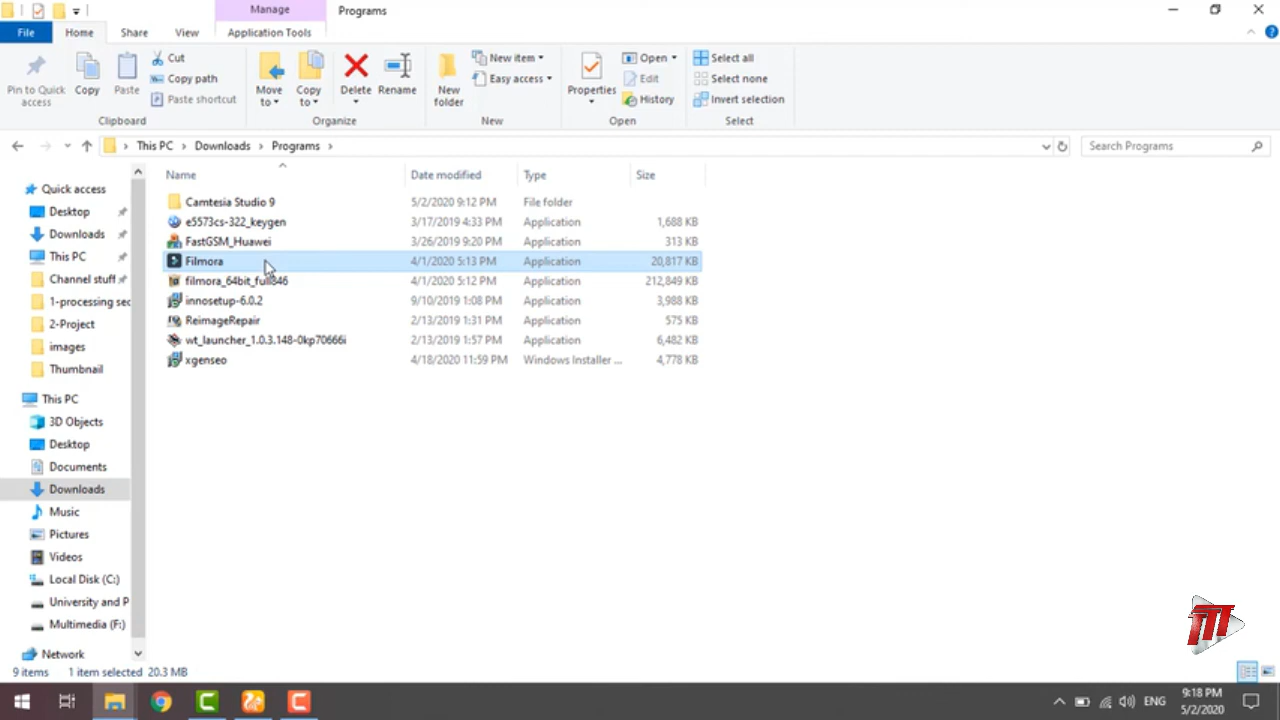 Manage
Programs
File
Home
Share
View
Application Tools
Pin to Quick access
Copy
Paste
Cut
Copy path
Paste shortcut
Clipboard
Move to
Copy to
Delete
Rename
Organize
New folder
New item
Easy access
New
Properties
Open
Edit
History
Open
Select all
Select none
Invert selection
Select
This PC
Downloads
Programs
Search Programs
Name
Date modified
Type
Size
Camtesia Studio 9 5/2/2020 9:12 PM File folder
e5573cs-322_keygen 3/17/2019 4:33 PM Application 1,688 KB
FastGSM_Huawei 3/26/2019 9:20 PM Application 313 KB
Filmora 4/1/2020 5:13 PM Application 20,817 KB
filmora_64bit_full846 4/1/2020 5:12 PM Application 212,849 KB
innosetup-6.0.2 9/10/2019 1:08 PM Application 3,988 KB
ReimageRepair 2/13/2019 1:31 PM Application 575 KB
wt_launcher_1.0.3.148-0kp70666i 2/13/2019 1:57 PM Application 6,482 KB
xgenseo 4/18/2020 11:59 PM Windows Installer ... 4,778 KB
Quick access
Desktop
Downloads
This PC
Channel stuff
1-processing sec
2-Project
images
Thumbnail
This PC
3D Objects
Desktop
Documents
Downloads
Music
Pictures
Videos
Local Disk (C:)
University and P
Multimedia (F:)
Network
9 items 1 item selected 20.3 MB
ENG
9:18 PM
5/2/2020